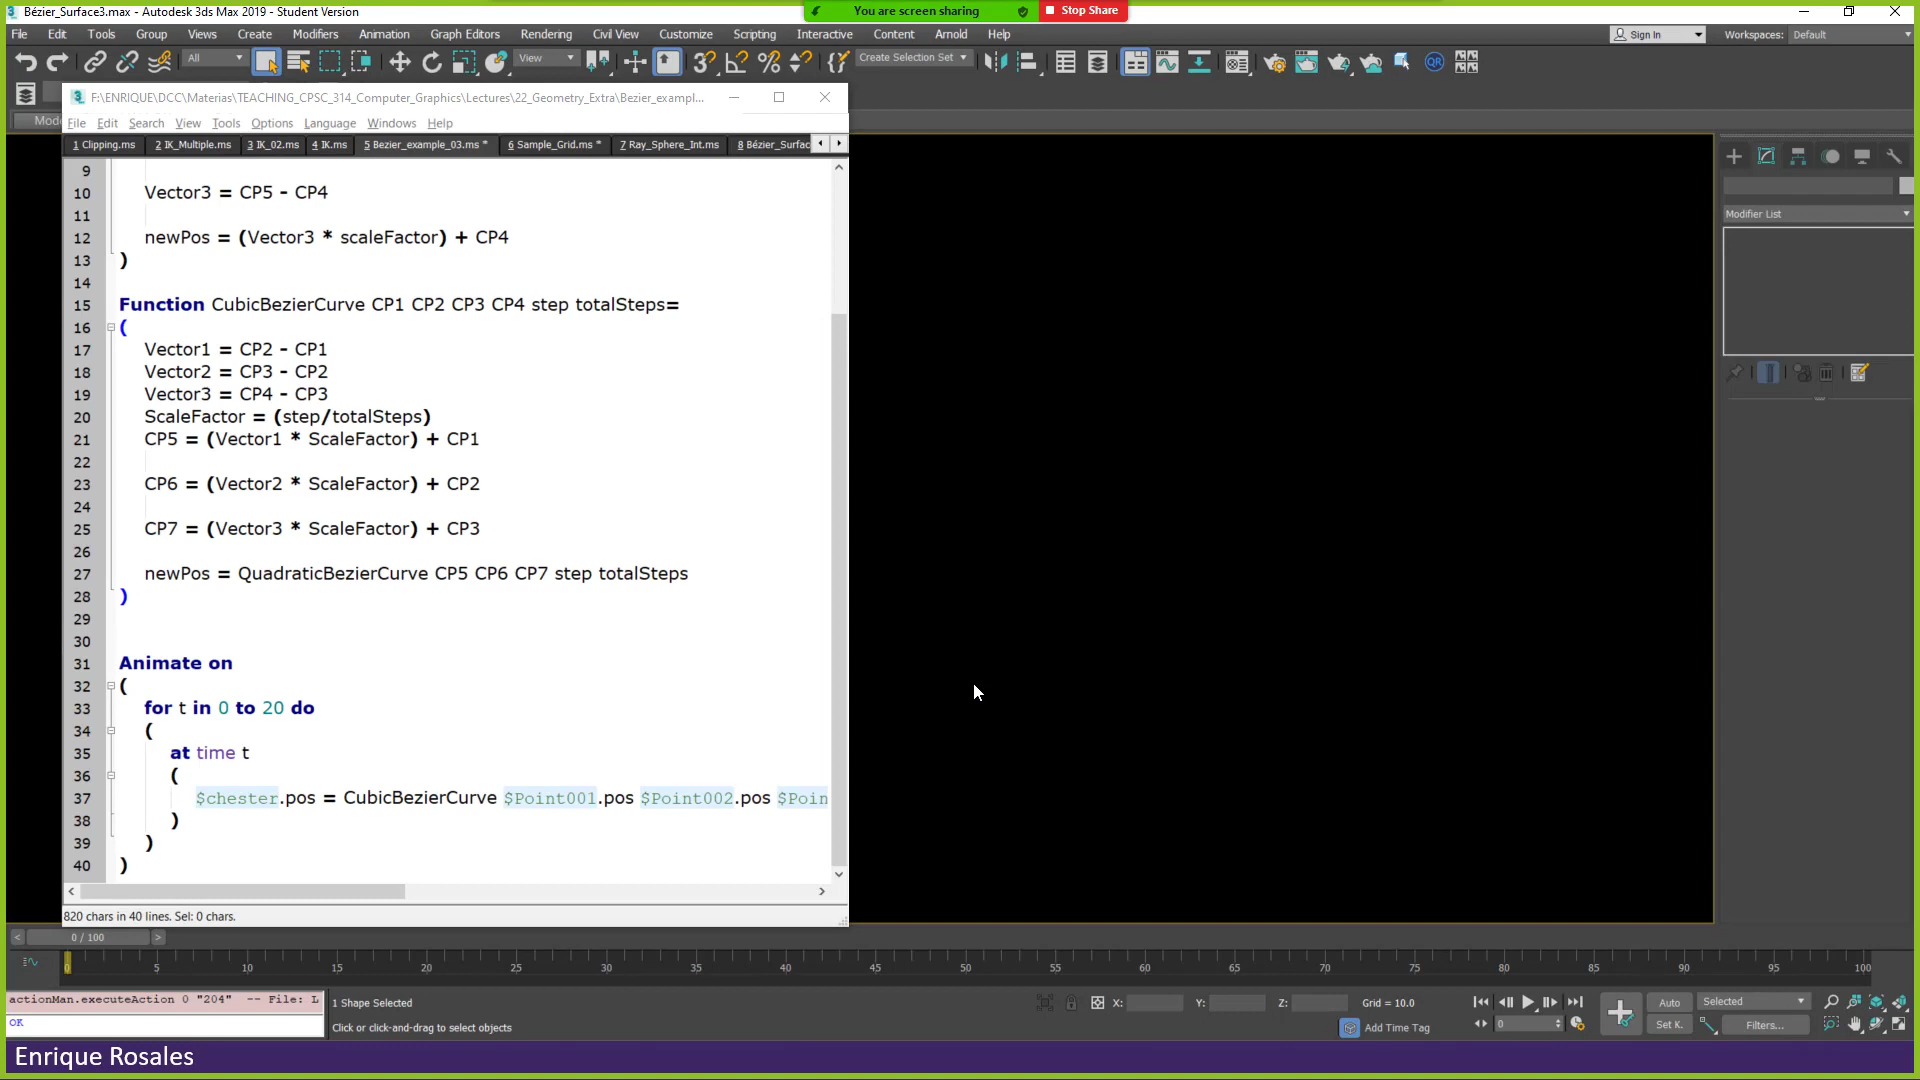 Bézier_Surface3.max - Autodesk 3ds Max 2019 - Student Version
You are screen sharing
Stop Share
File Edit Tools Group Views Create Modifiers Animation Graph Editors Rendering Civil View Customize Scripting Interactive Content Arnold Help
Sign In
Workspaces: Default
All
View
Create Selection Set
F:\ENRIQUE\DCC\Materias\TEACHING_CPSC_314_Computer_Graphics\Lectures\22_Geometry_Extra\Bezier_exampl...
Mode
File Edit Search View Tools Options Language Windows Help
1 Clipping.ms 2 IK_Multiple.ms 3 IK_02.ms 4 IK.ms 5 Bezier_example_03.ms * 6 Sample_Grid.ms * 7 Ray_Sphere_Int.ms 8 Bézier_Surfac
9
10 Vector3 = CP5 - CP4
11
12 newPos = (Vector3 * scaleFactor) + CP4
13 )
14
15 Function CubicBezierCurve CP1 CP2 CP3 CP4 step totalSteps=
16 (
17 Vector1 = CP2 - CP1
18 Vector2 = CP3 - CP2
19 Vector3 = CP4 - CP3
20 ScaleFactor = (step/totalSteps)
21 CP5 = (Vector1 * ScaleFactor) + CP1
22
23 CP6 = (Vector2 * ScaleFactor) + CP2
24
25 CP7 = (Vector3 * ScaleFactor) + CP3
26
27 newPos = QuadraticBezierCurve CP5 CP6 CP7 step totalSteps
28 )
29
30
31 Animate on
32 (
33 for t in 0 to 20 do
34 (
35 at time t
36 (
37 $chester.pos = CubicBezierCurve $Point001.pos $Point002.pos $Poin
38 )
39 )
40 )
820 chars in 40 lines. Sel: 0 chars.
Modifier List
< 0 / 100 >
0 5 10 15 20 25 30 35 40 45 50 55 60 65 70 75 80 85 90 95 100
actionMan.executeAction 0 "204" -- File: L
OK
1 Shape Selected
Click or click-and-drag to select objects
X: Y: Z: Grid = 10.0
Add Time Tag
0
Auto
Selected
Set K.
Filters...
Enrique Rosales